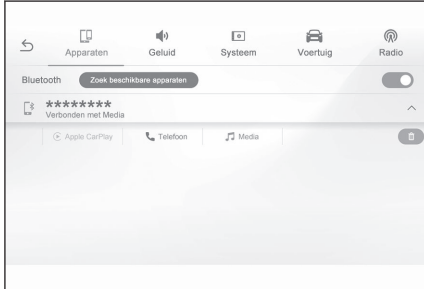 Apparaten Geluid Systeem Voertuig Radio
Bluetooth Zoek beschikbare apparaten
********
Verbonden met Media
Apple CarPlay Telefoon Media